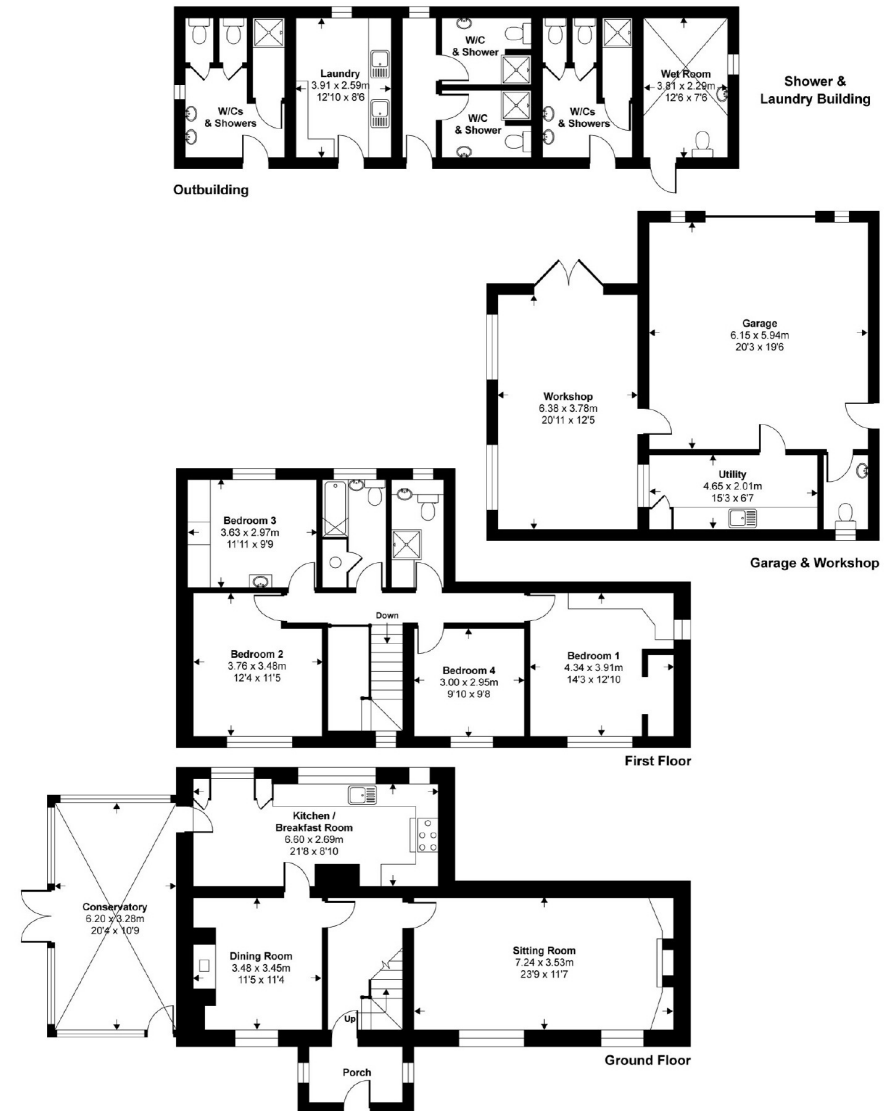 W/Cs
& Showers
Laundry
3.91 x 2.59m
12'10 x 8'6
W/C
& Shower
W/C
& Shower
W/Cs
& Showers
Wet Room
3.81 x 2.29m
12'6 x 7'6
Shower &
Laundry Building
Outbuilding
Garage
6.15 x 5.94m
20'3 x 19'6
Workshop
6.38 x 3.78m
20'11 x 12'5
Utility
4.65 x 2.01m
15'3 x 6'7
Garage & Workshop
Bedroom 3
3.63 x 2.97m
11'11 x 9'9
Down
Bedroom 2
3.76 x 3.48m
12'4 x 11'5
Bedroom 4
3.00 x 2.95m
9'10 x 9'8
Bedroom 1
4.34 x 3.91m
14'3 x 12'10
First Floor
Kitchen /
Breakfast Room
6.60 x 2.69m
21'8 x 8'10
Conservatory
6.20 x 3.28m
20'4 x 10'9
Dining Room
3.48 x 3.45m
11'5 x 11'4
Sitting Room
7.24 x 3.53m
23'9 x 11'7
Up
Ground Floor
Porch